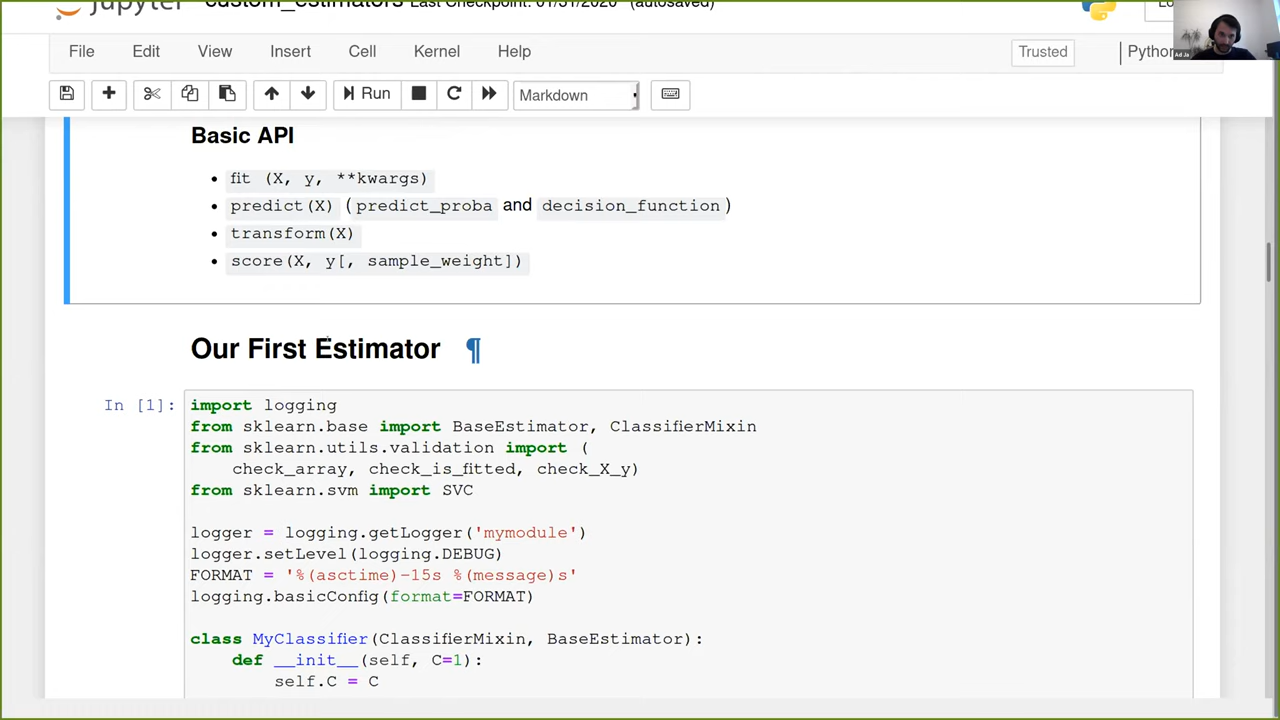 jupyter custom_estimators Last Checkpoint: 01/31/2020 (autosaved)
File Edit View Insert Cell Kernel Help Trusted Python
Run Markdown
Ad Ja
Basic API
• fit (X, y, **kwargs)
• predict(X) (predict_proba and decision_function)
• transform(X)
• score(X, y[, sample_weight])
Our First Estimator ¶
In [1]: import logging
from sklearn.base import BaseEstimator, ClassifierMixin
from sklearn.utils.validation import (
check_array, check_is_fitted, check_X_y)
from sklearn.svm import SVC
logger = logging.getLogger('mymodule')
logger.setLevel(logging.DEBUG)
FORMAT = '%(asctime)-15s %(message)s'
logging.basicConfig(format=FORMAT)
class MyClassifier(ClassifierMixin, BaseEstimator):
def __init__(self, C=1):
self.C = C